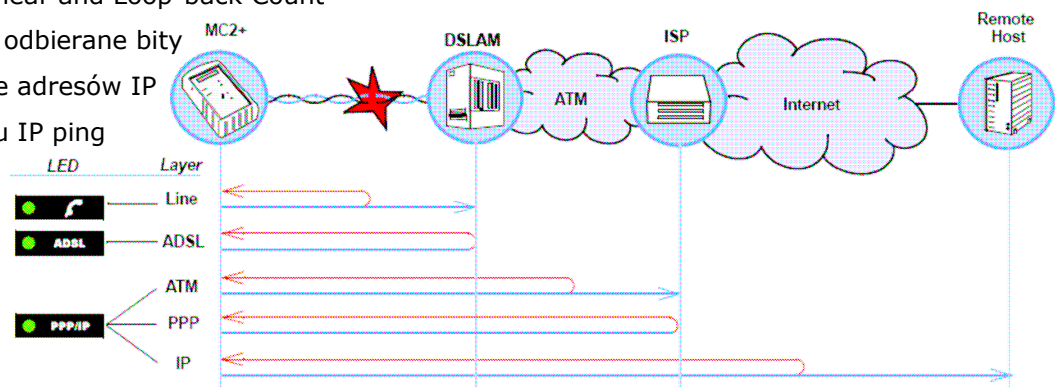 near and Loop-back Count
odbierane bity
e adresów IP
u IP ping
MC2+
DSLAM
ISP
Remote
Host
ATM
Internet
LED
Layer
Line
ADSL
ADSL
ATM
PPP/IP
PPP
IP